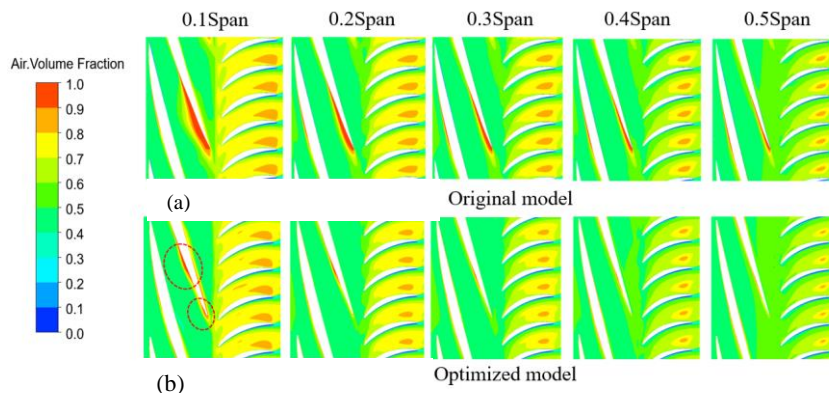 0.1Span 0.2Span 0.3Span 0.4Span 0.5Span
Air.Volume Fraction
1.0
0.9
0.8
0.7
0.6
0.5
0.4
0.3
0.2
0.1
0.0
(a)
Original model
(b)
Optimized model